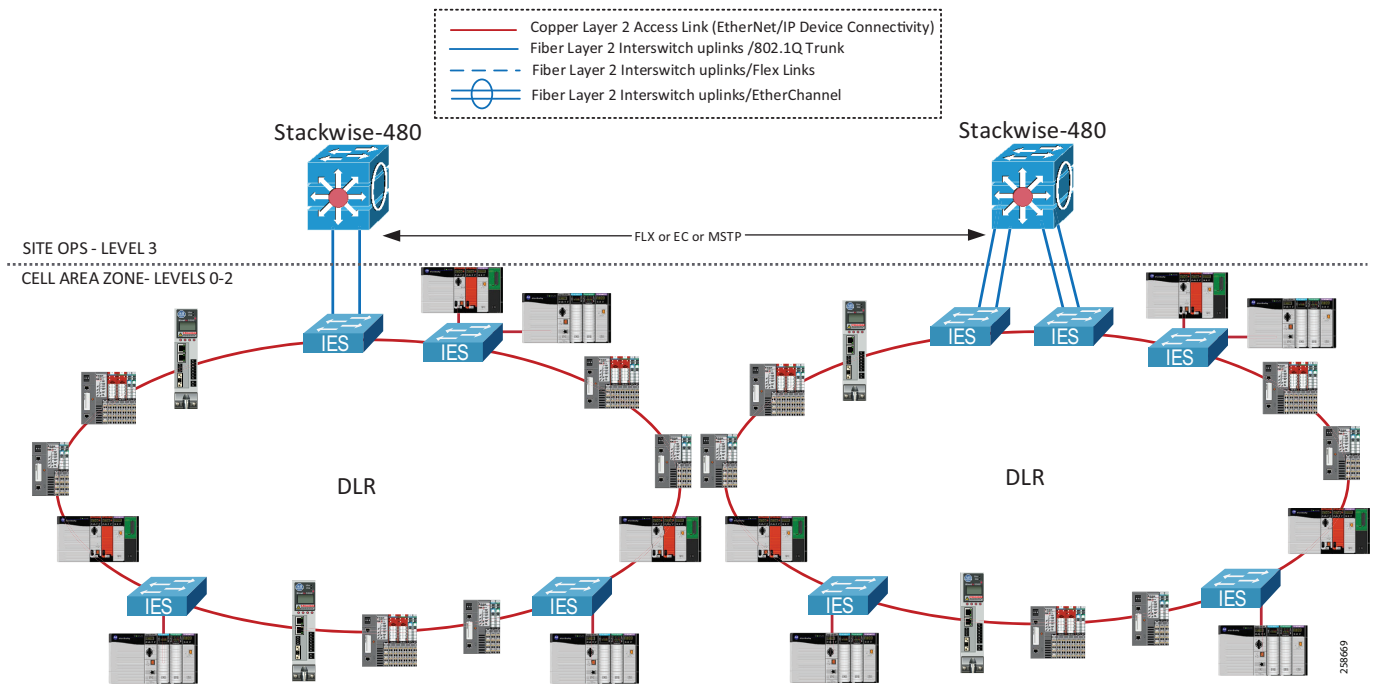 Copper Layer 2 Access Link (EtherNet/IP Device Connectivity)
Fiber Layer 2 Interswitch uplinks /802.1Q Trunk
Fiber Layer 2 Interswitch uplinks/Flex Links
Fiber Layer 2 Interswitch uplinks/EtherChannel
Stackwise-480
Stackwise-480
FLX or EC or MSTP
SITE OPS - LEVEL 3
CELL AREA ZONE- LEVELS 0-2
IES
IES
IES
IES
IES
DLR
DLR
IES
IES
IES
IES
258669